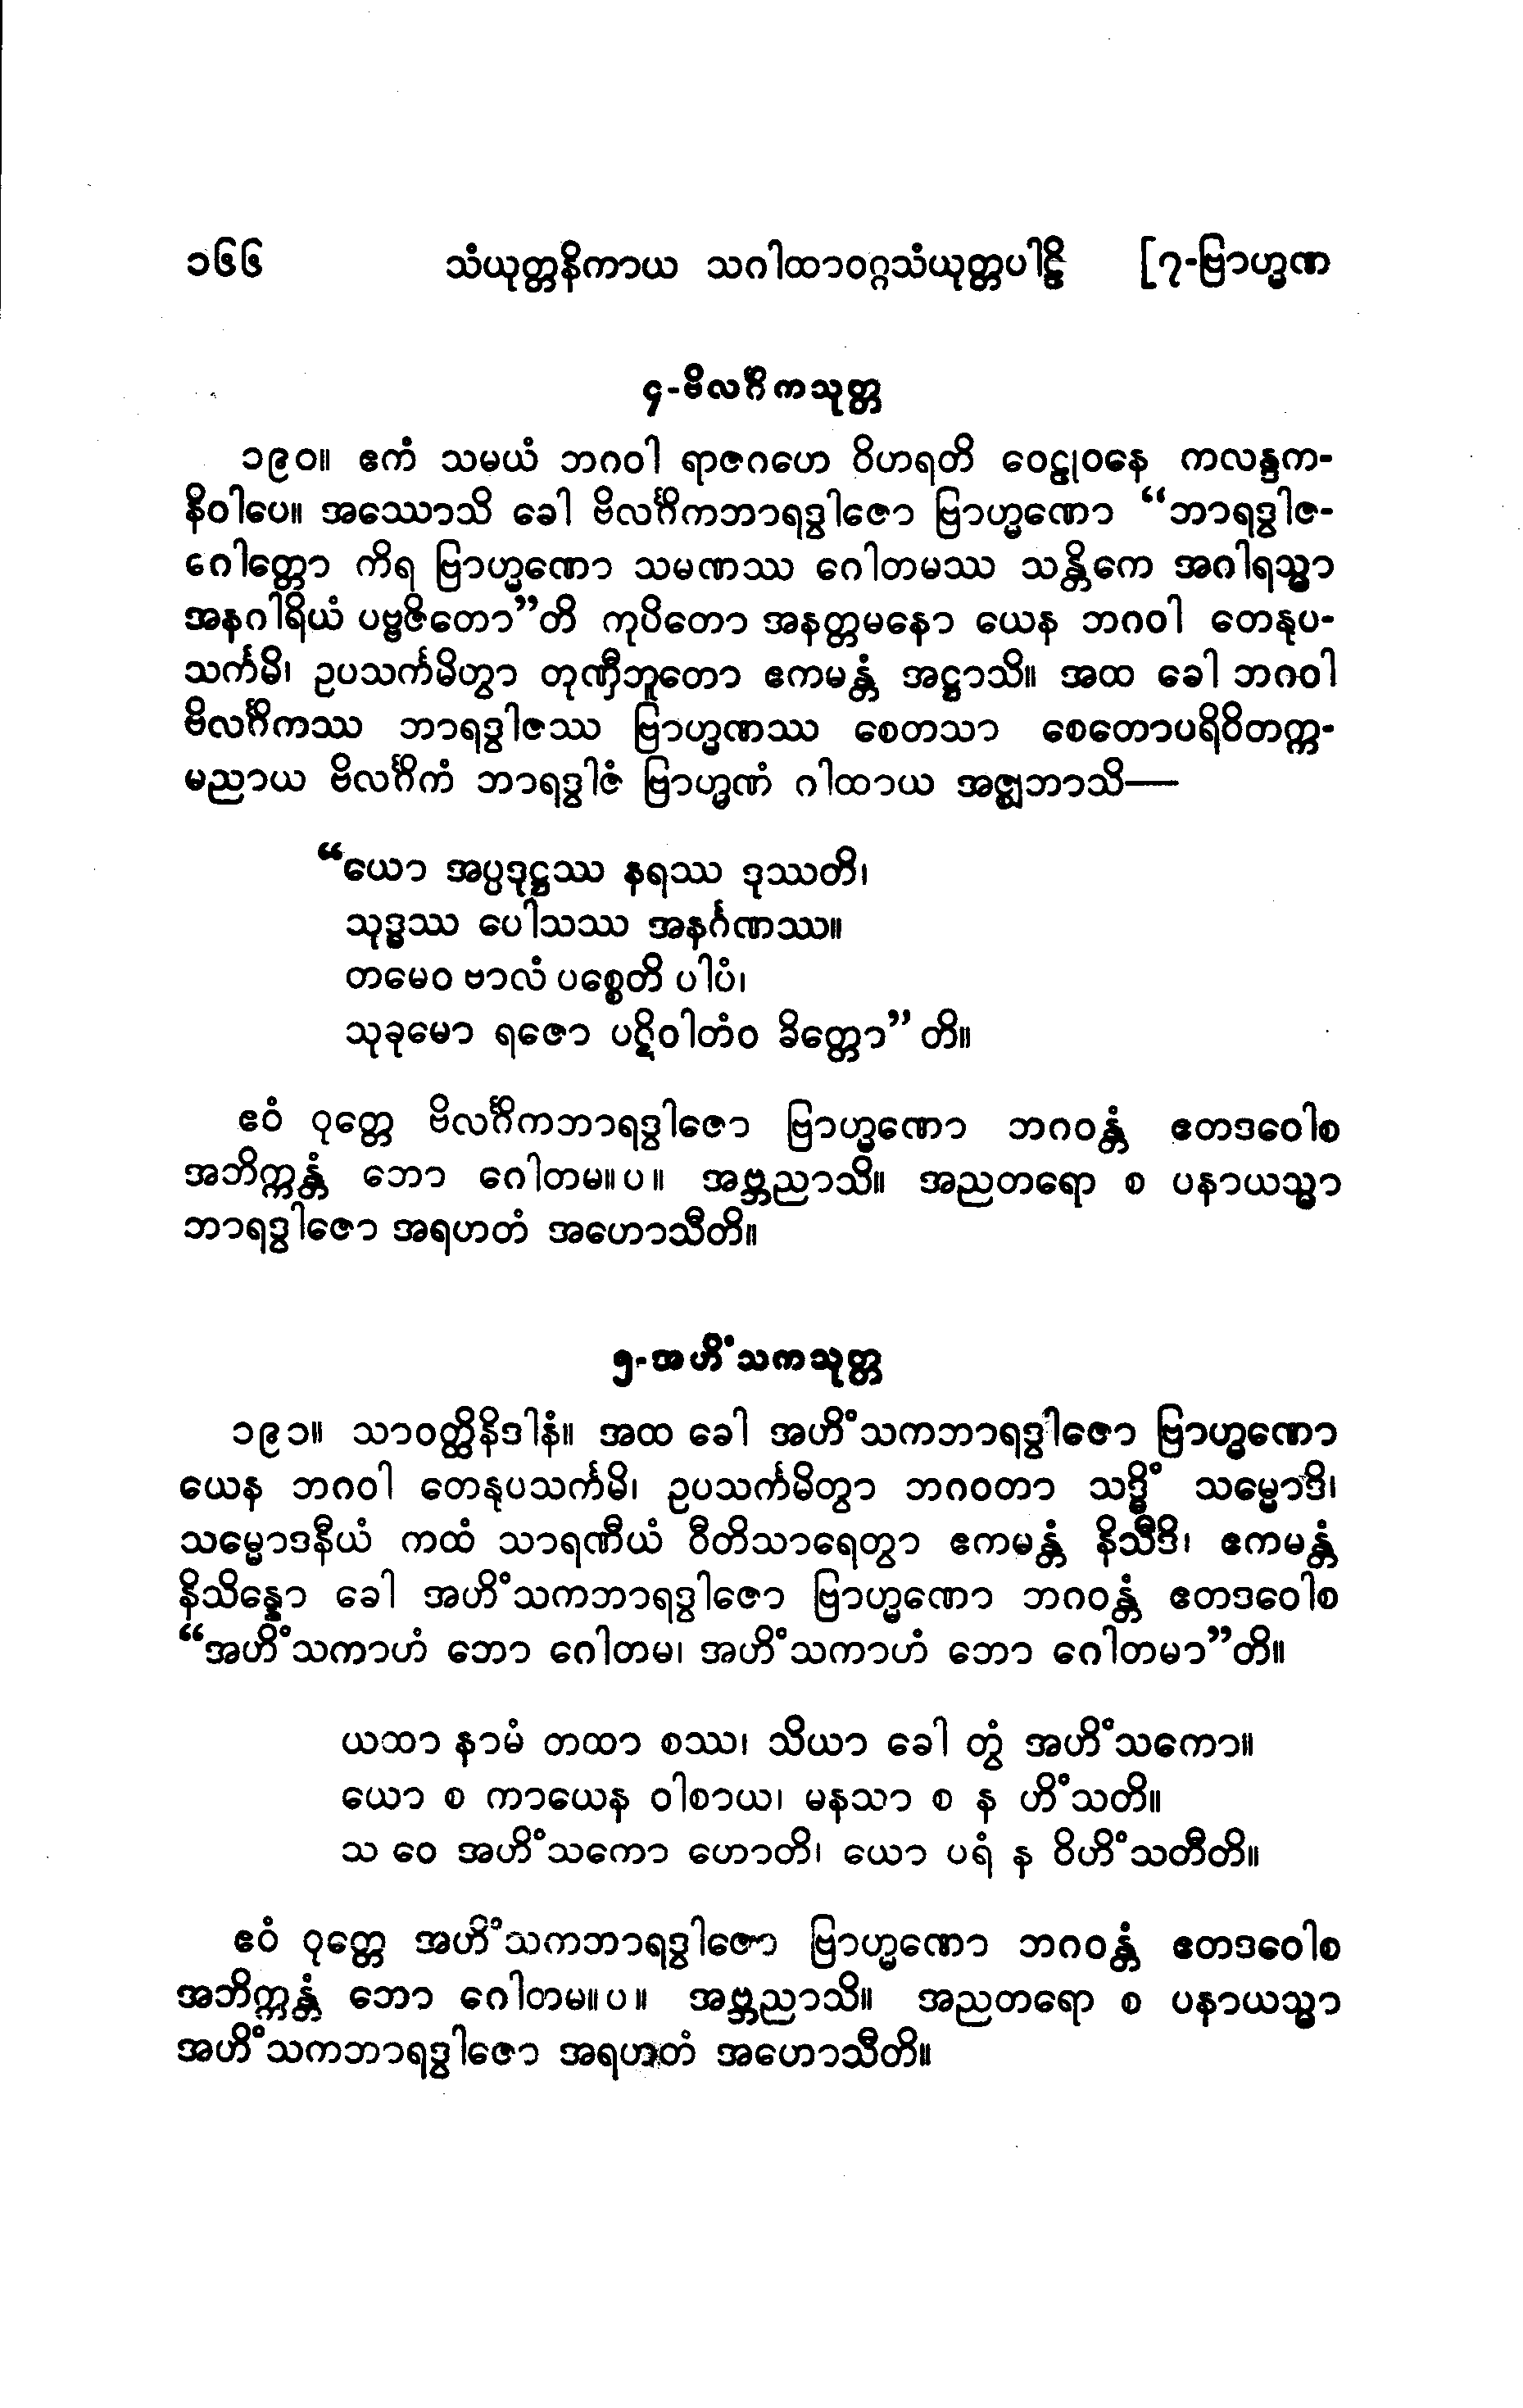 ၁၆၆ သံယုတ္တနိကာယ သဂါထာဝဂ္ဂသံယုတ္တပါဠိ [၇-ဗြာဟ္မဏ
၄-ဗိလင်္ဂိကသုတ္တ
၁၉၀။ ဧကံ သမယံ ဘဂဝါ ရာဇဂဟေ ဝိဟရတိ ဝေဠုဝနေ ကလန္ဒက-
နိဝါပေ။ အဿောသိ ခေါ ဗိလင်္ဂိကဘာရဒွါဇော ဗြာဟ္မဏော “ဘာရဒွါဇ-
ဂေါတ္တော ကိရ ဗြာဟ္မဏော သမဏဿ ဂေါတမဿ သန္တိကေ အဂါရသ္မာ
အနဂါရိယံ ပဗ္ဗဇိတော”တိ ကုပိတော အနတ္တမနော ယေန ဘဂဝါ တေနုပ-
သင်္ကမိ၊ ဥပသင်္ကမိတွာ တုဏှီဘူတော ဧကမန္တံ အဋ္ဌာသိ။ အထ ခေါ ဘဂဝါ
ဗိလင်္ဂိကဿ ဘာရဒွါဇဿ ဗြာဟ္မဏဿ စေတသာ စေတောပရိဝိတက္က-
မညာယ ဗိလင်္ဂိကံ ဘာရဒွါဇံ ဗြာဟ္မဏံ ဂါထာယ အဇ္ဈဘာသိ—
“ယော အပ္ပဒုဋ္ဌဿ နရဿ ဒုဿတိ၊
သုဒ္ဓဿ ပေါသဿ အနင်္ဂဏဿ။
တမေဝ ဗာလံ ပစ္စေတိ ပါပံ၊
သုခုမော ရဇော ပဋိဝါတံဝ ခိတ္တော” တိ။
ဧဝံ ဝုတ္တေ ဗိလင်္ဂိကဘာရဒွါဇော ဗြာဟ္မဏော ဘဂဝန္တံ ဧတဒဝေါစ
အဘိက္ကန္တံ ဘော ဂေါတမ။ပ။ အဗ္ဘညာသိ။ အညတရော စ ပနာယသ္မာ
ဘာရဒွါဇော အရဟတံ အဟောသီတိ။
၅-အဟိံသကသုတ္တ
၁၉၁။ သာဝတ္ထိနိဒါနံ။ အထ ခေါ အဟိံသကဘာရဒွါဇော ဗြာဟ္မဏော
ယေန ဘဂဝါ တေနုပသင်္ကမိ၊ ဥပသင်္ကမိတွာ ဘဂဝတာ သဒ္ဓိံ သမ္မောဒိ၊
သမ္မောဒနီယံ ကထံ သာရဏီယံ ဝီတိသာရေတွာ ဧကမန္တံ နိသီဒိ၊ ဧကမန္တံ
နိသိန္နော ခေါ အဟိံသကဘာရဒွါဇော ဗြာဟ္မဏော ဘဂဝန္တံ ဧတဒဝေါစ
“အဟိံသကာဟံ ဘော ဂေါတမ၊ အဟိံသကာဟံ ဘော ဂေါတမာ”တိ။
ယထာ နာမံ တထာ စဿ၊ သိယာ ခေါ တွံ အဟိံသကော။
ယော စ ကာယေန ဝါစာယ၊ မနသာ စ န ဟိံသတိ။
သ ဝေ အဟိံသကော ဟောတိ၊ ယော ပရံ န ဝိဟိံသတီတိ။
ဧဝံ ဝုတ္တေ အဟိံသကဘာရဒွါဇော ဗြာဟ္မဏော ဘဂဝန္တံ ဧတဒဝေါစ
အဘိက္ကန္တံ ဘော ဂေါတမ။ပ။ အဗ္ဘညာသိ။ အညတရော စ ပနာယသ္မာ
အဟိံသကဘာရဒွါဇော အရဟတံ အဟောသီတိ။